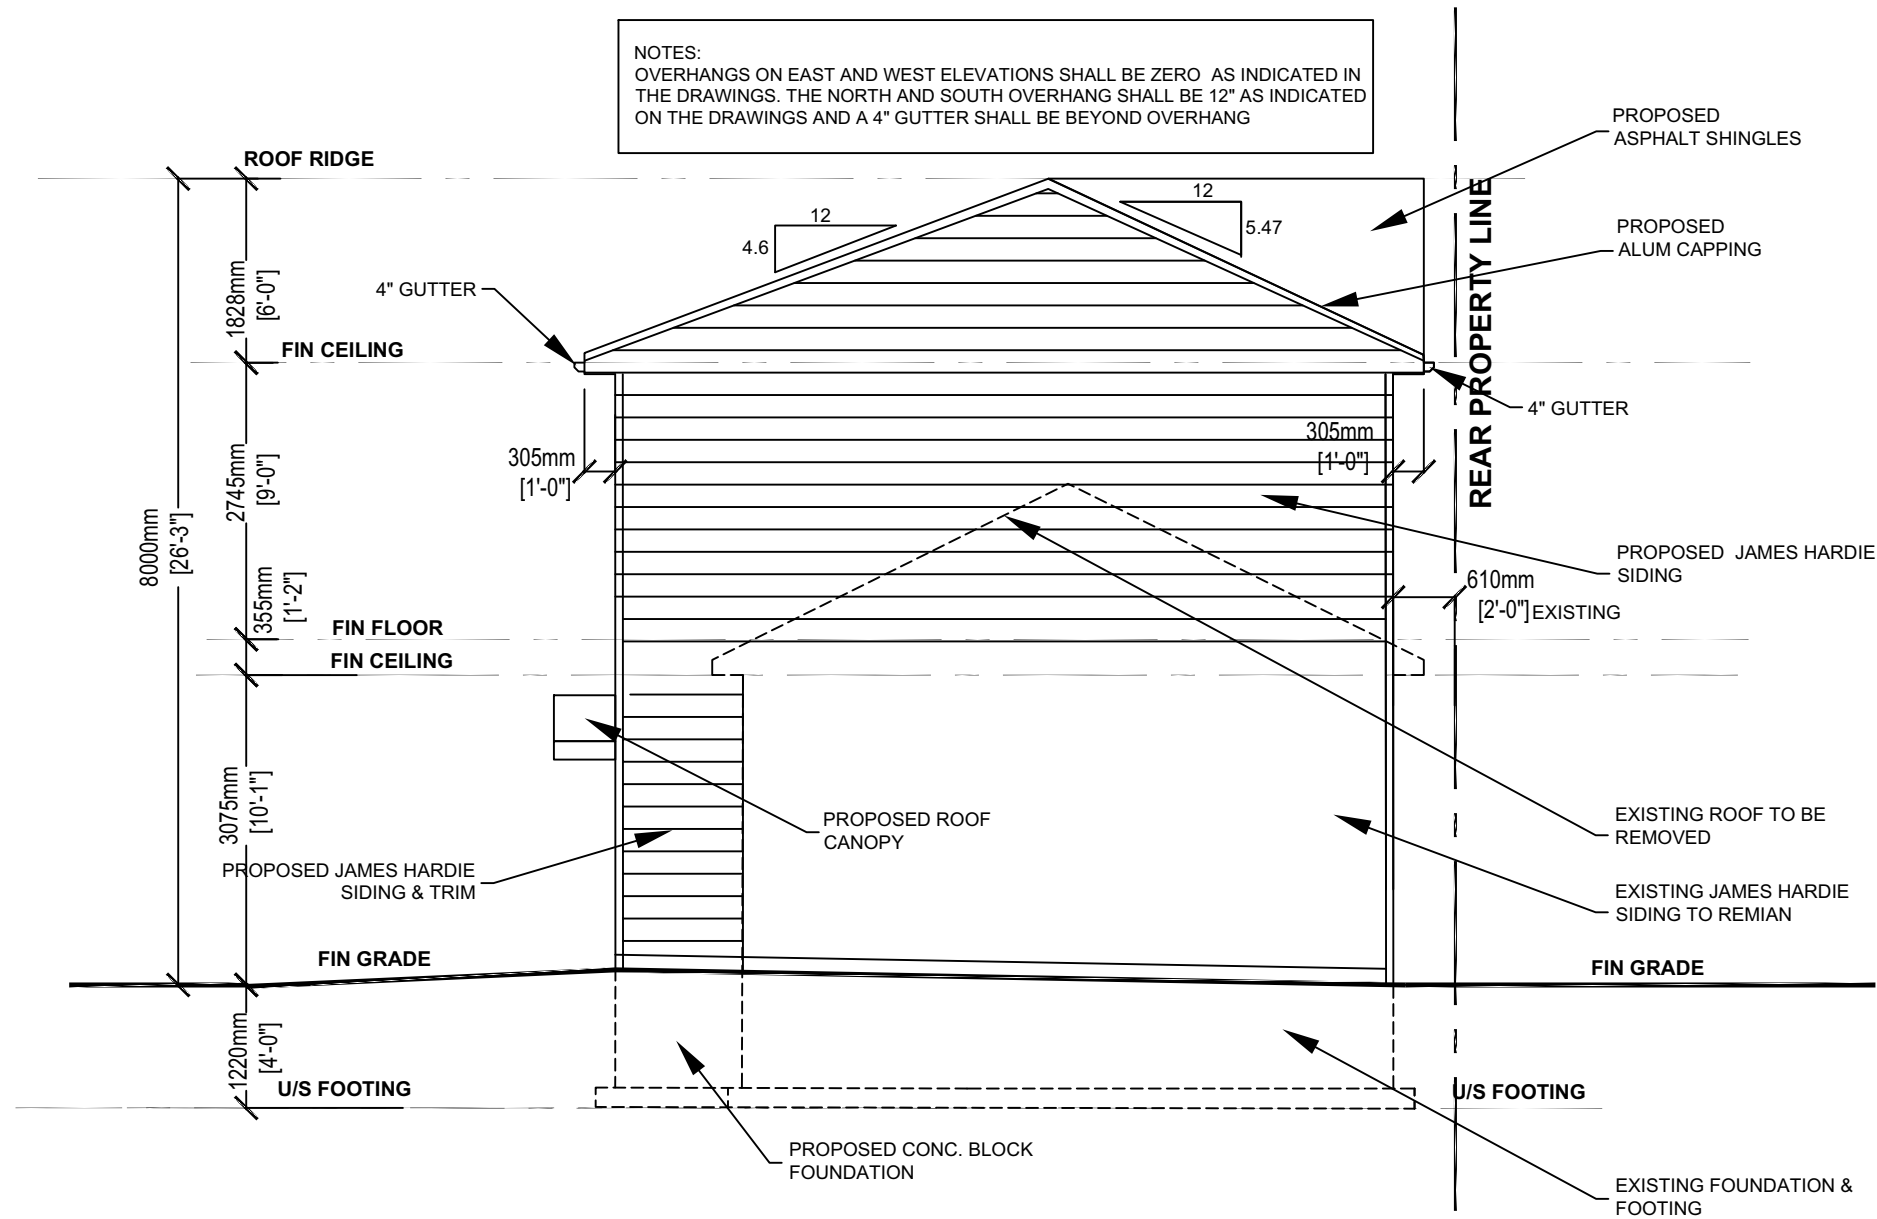 NOTES:
OVERHANGS ON EAST AND WEST ELEVATIONS SHALL BE ZERO AS INDICATED IN
THE DRAWINGS. THE NORTH AND SOUTH OVERHANG SHALL BE 12" AS INDICATED
ON THE DRAWINGS AND A 4" GUTTER SHALL BE BEYOND OVERHANG
PROPOSED
ASPHALT SHINGLES
ROOF RIDGE
REAR PROPERTY LINE
12
4.6
12
5.47
PROPOSED
ALUM CAPPING
1828mm
[6'-0"]
4" GUTTER
FIN CEILING
4" GUTTER
305mm
[1'-0"]
305mm
[1'-0"]
2745mm
[9'-0"]
8000mm
[26'-3"]
PROPOSED JAMES HARDIE
SIDING
610mm
[2'-0"] EXISTING
355mm
[1'-2"]
FIN FLOOR
FIN CEILING
3075mm
[10'-1"]
PROPOSED ROOF
CANOPY
EXISTING ROOF TO BE
REMOVED
PROPOSED JAMES HARDIE
SIDING & TRIM
EXISTING JAMES HARDIE
SIDING TO REMIAN
FIN GRADE
FIN GRADE
1220mm
[4'-0"]
U/S FOOTING
U/S FOOTING
PROPOSED CONC. BLOCK
FOUNDATION
EXISTING FOUNDATION &
FOOTING